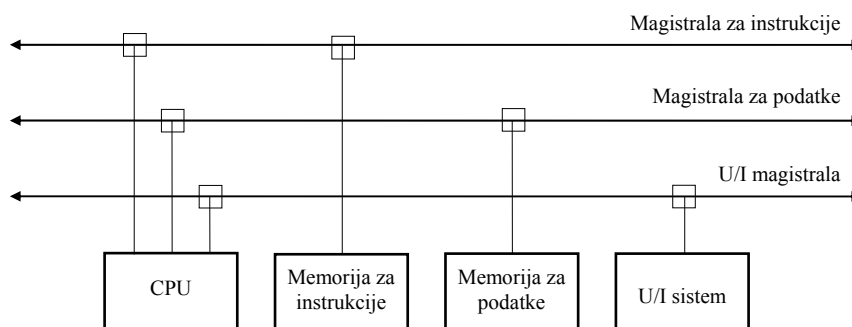 Magistrala za instrukcije
Magistrala za podatke
U/I magistrala
CPU
Memorija za
instrukcije
Memorija za
podatke
U/I sistem